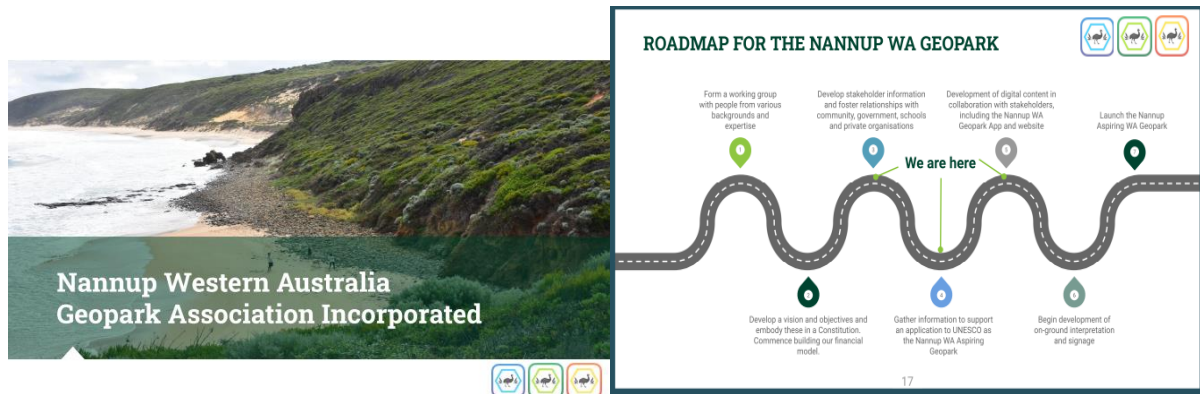 Nannup Western Australia
Geopark Association Incorporated
ROADMAP FOR THE NANNUP WA GEOPARK
Form a working group
with people from various
backgrounds and
expertise
Develop stakeholder information
and foster relationships with
community, government, schools
and private organisations
Development of digital content in
collaboration with stakeholders,
including the Nannup WA
Geopark App and website
Launch the Nannup
Aspiring WA Geopark
We are here
Develop a vision and objectives and
embody these in a Constitution.
Commence building our financial
model.
Gather information to support
an application to UNESCO as
the Nannup WA Aspiring
Geopark
Begin development of
on-ground interpretation
and signage
17